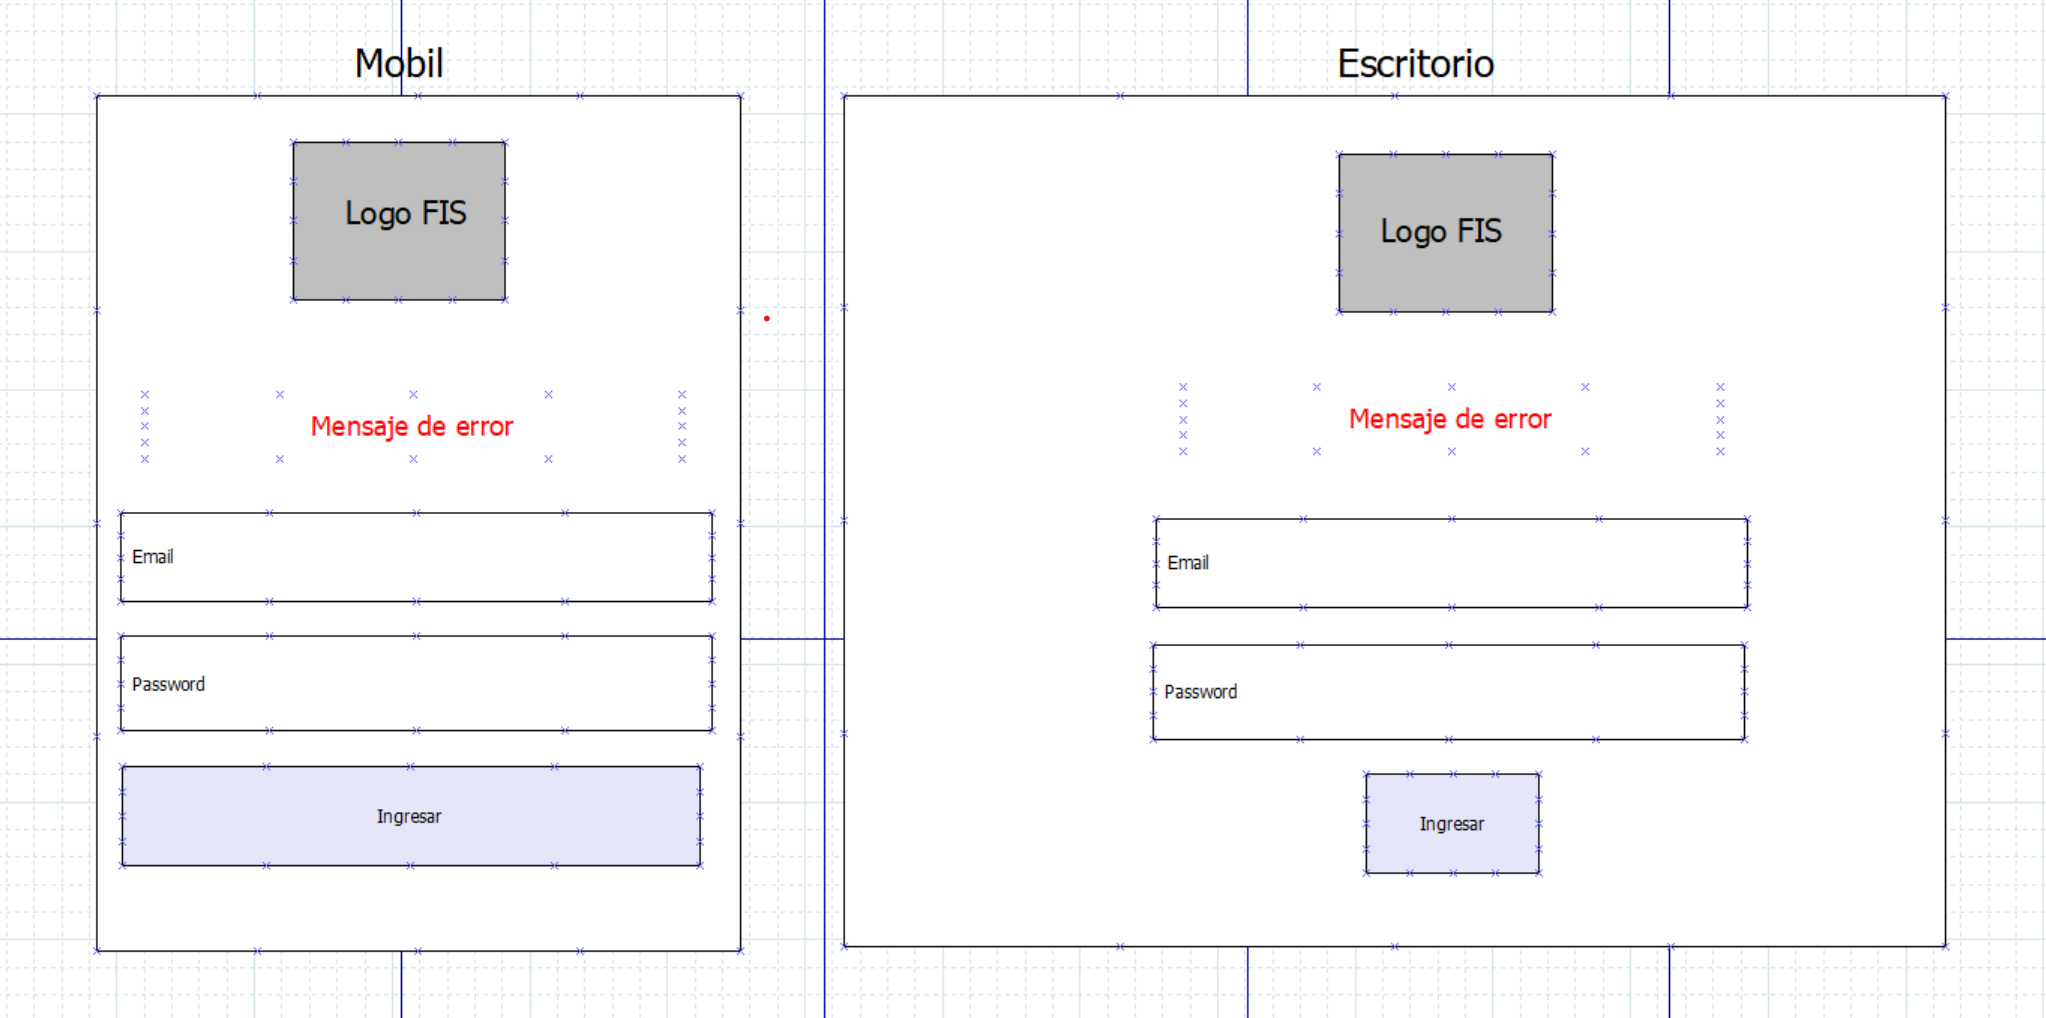 Mobil
Logo FIS
Mensaje de error
Email
Password
Ingresar
Escritorio
Logo FIS
Mensaje de error
Email
Password
Ingresar